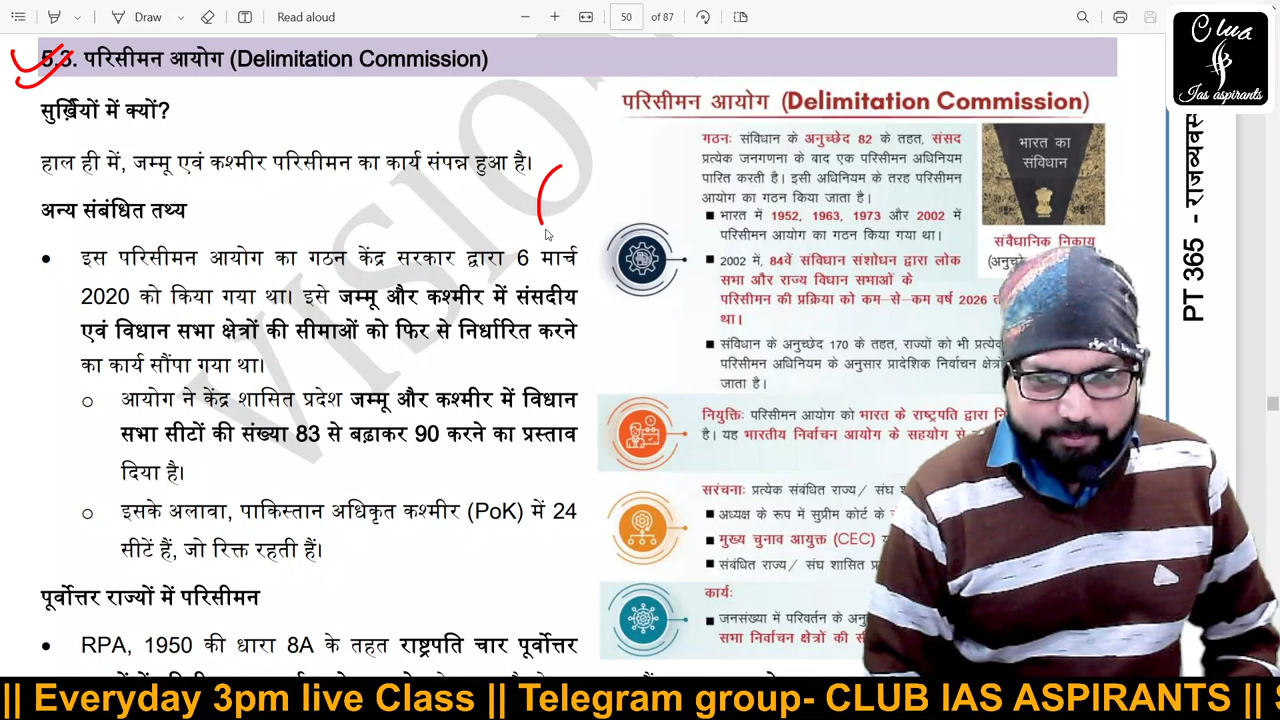 Draw
Read aloud
50
of 87
Clua
Ias aspirants
5.3. परिसीमन आयोग (Delimitation Commission)
सुर्ख़ियों में क्यों?
हाल ही में, जम्मू एवं कश्मीर परिसीमन का कार्य संपन्न हुआ है।
अन्य संबंधित तथ्य
• इस परिसीमन आयोग का गठन केंद्र सरकार द्वारा 6 मार्च
2020 को किया गया था। इसे जम्मू और कश्मीर में संसदीय
एवं विधान सभा क्षेत्रों की सीमाओं को फिर से निर्धारित करने
का कार्य सौंपा गया था।
o आयोग ने केंद्र शासित प्रदेश जम्मू और कश्मीर में विधान
सभा सीटों की संख्या 83 से बढ़ाकर 90 करने का प्रस्ताव
दिया है।
o इसके अलावा, पाकिस्तान अधिकृत कश्मीर (PoK) में 24
सीटें हैं, जो रिक्त रहती हैं।
पूर्वोत्तर राज्यों में परिसीमन
• RPA, 1950 की धारा 8A के तहत राष्ट्रपति चार पूर्वोत्तर
परिसीमन आयोग (Delimitation Commission)
गठनः संविधान के अनुच्छेद 82 के तहत, संसद
प्रत्येक जनगणना के बाद एक परिसीमन अधिनियम
पारित करती है। इसी अधिनियम के तरह परिसीमन
आयोग का गठन किया जाता है।
■ भारत में 1952, 1963, 1973 और 2002 में
परिसीमन आयोग का गठन किया गया था।
■ 2002 में, 84वें संविधान संशोधन द्वारा लोक
सभा और राज्य विधान सभाओं के
परिसीमन की प्रक्रिया को कम–से–कम वर्ष 2026
था।
■ संविधान के अनुच्छेद 170 के तहत, राज्यों को भी
परिसीमन अधिनियम के अनुसार प्रादेशिक निर्वाचन
जाता है।
भारत का
संविधान
संवैधानिक निकाय
नियुक्तिः परिसीमन आयोग को भारत के राष्ट्रपति द्वारा
है। यह भारतीय निर्वाचन आयोग के सहयोग से
सरंचनाः प्रत्येक संबंधित राज्य/ संघ
■ अध्यक्ष के रूप में सुप्रीम कोर्ट के
■ मुख्य चुनाव आयुक्त (CEC)
■ संबंधित राज्य/ संघ शासित
कार्यः
■ जनसंख्या में परिवर्तन के
सभा निर्वाचन क्षेत्रों की
PT 365 -
VISION
|| Everyday 3pm live Class || Telegram group- CLUB IAS ASPIRANTS ||